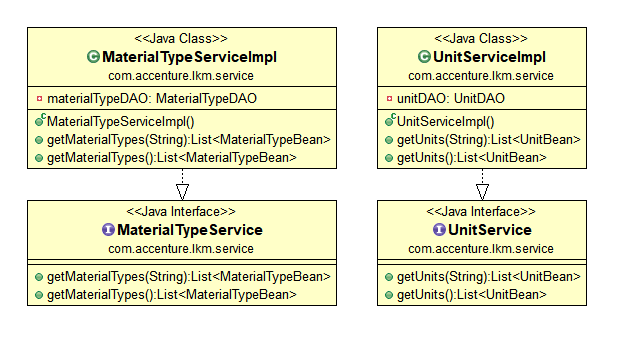 <<Java Class>>
MaterialTypeServiceImpl
com.accenture.lkm.service
materialTypeDAO: MaterialTypeDAO
MaterialTypeServiceImpl()
getMaterialTypes(String):List<MaterialTypeBean>
getMaterialTypes():List<MaterialTypeBean>
<<Java Class>>
UnitServiceImpl
com.accenture.lkm.service
unitDAO: UnitDAO
UnitServiceImpl()
getUnits(String):List<UnitBean>
getUnits():List<UnitBean>
<<Java Interface>>
MaterialTypeService
com.accenture.lkm.service
getMaterialTypes(String):List<MaterialTypeBean>
getMaterialTypes():List<MaterialTypeBean>
<<Java Interface>>
UnitService
com.accenture.lkm.service
getUnits(String):List<UnitBean>
getUnits():List<UnitBean>